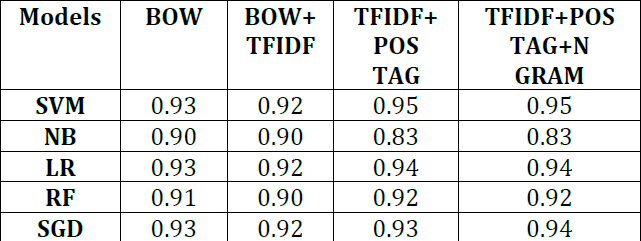 Models BOW BOW+ TFIDF+ TFIDF+POS
TFIDF POS TAG+N
TAG GRAM
SVM 0.93 0.92 0.95 0.95
NB 0.90 0.90 0.83 0.83
LR 0.93 0.92 0.94 0.94
RF 0.91 0.90 0.92 0.92
SGD 0.93 0.92 0.93 0.94